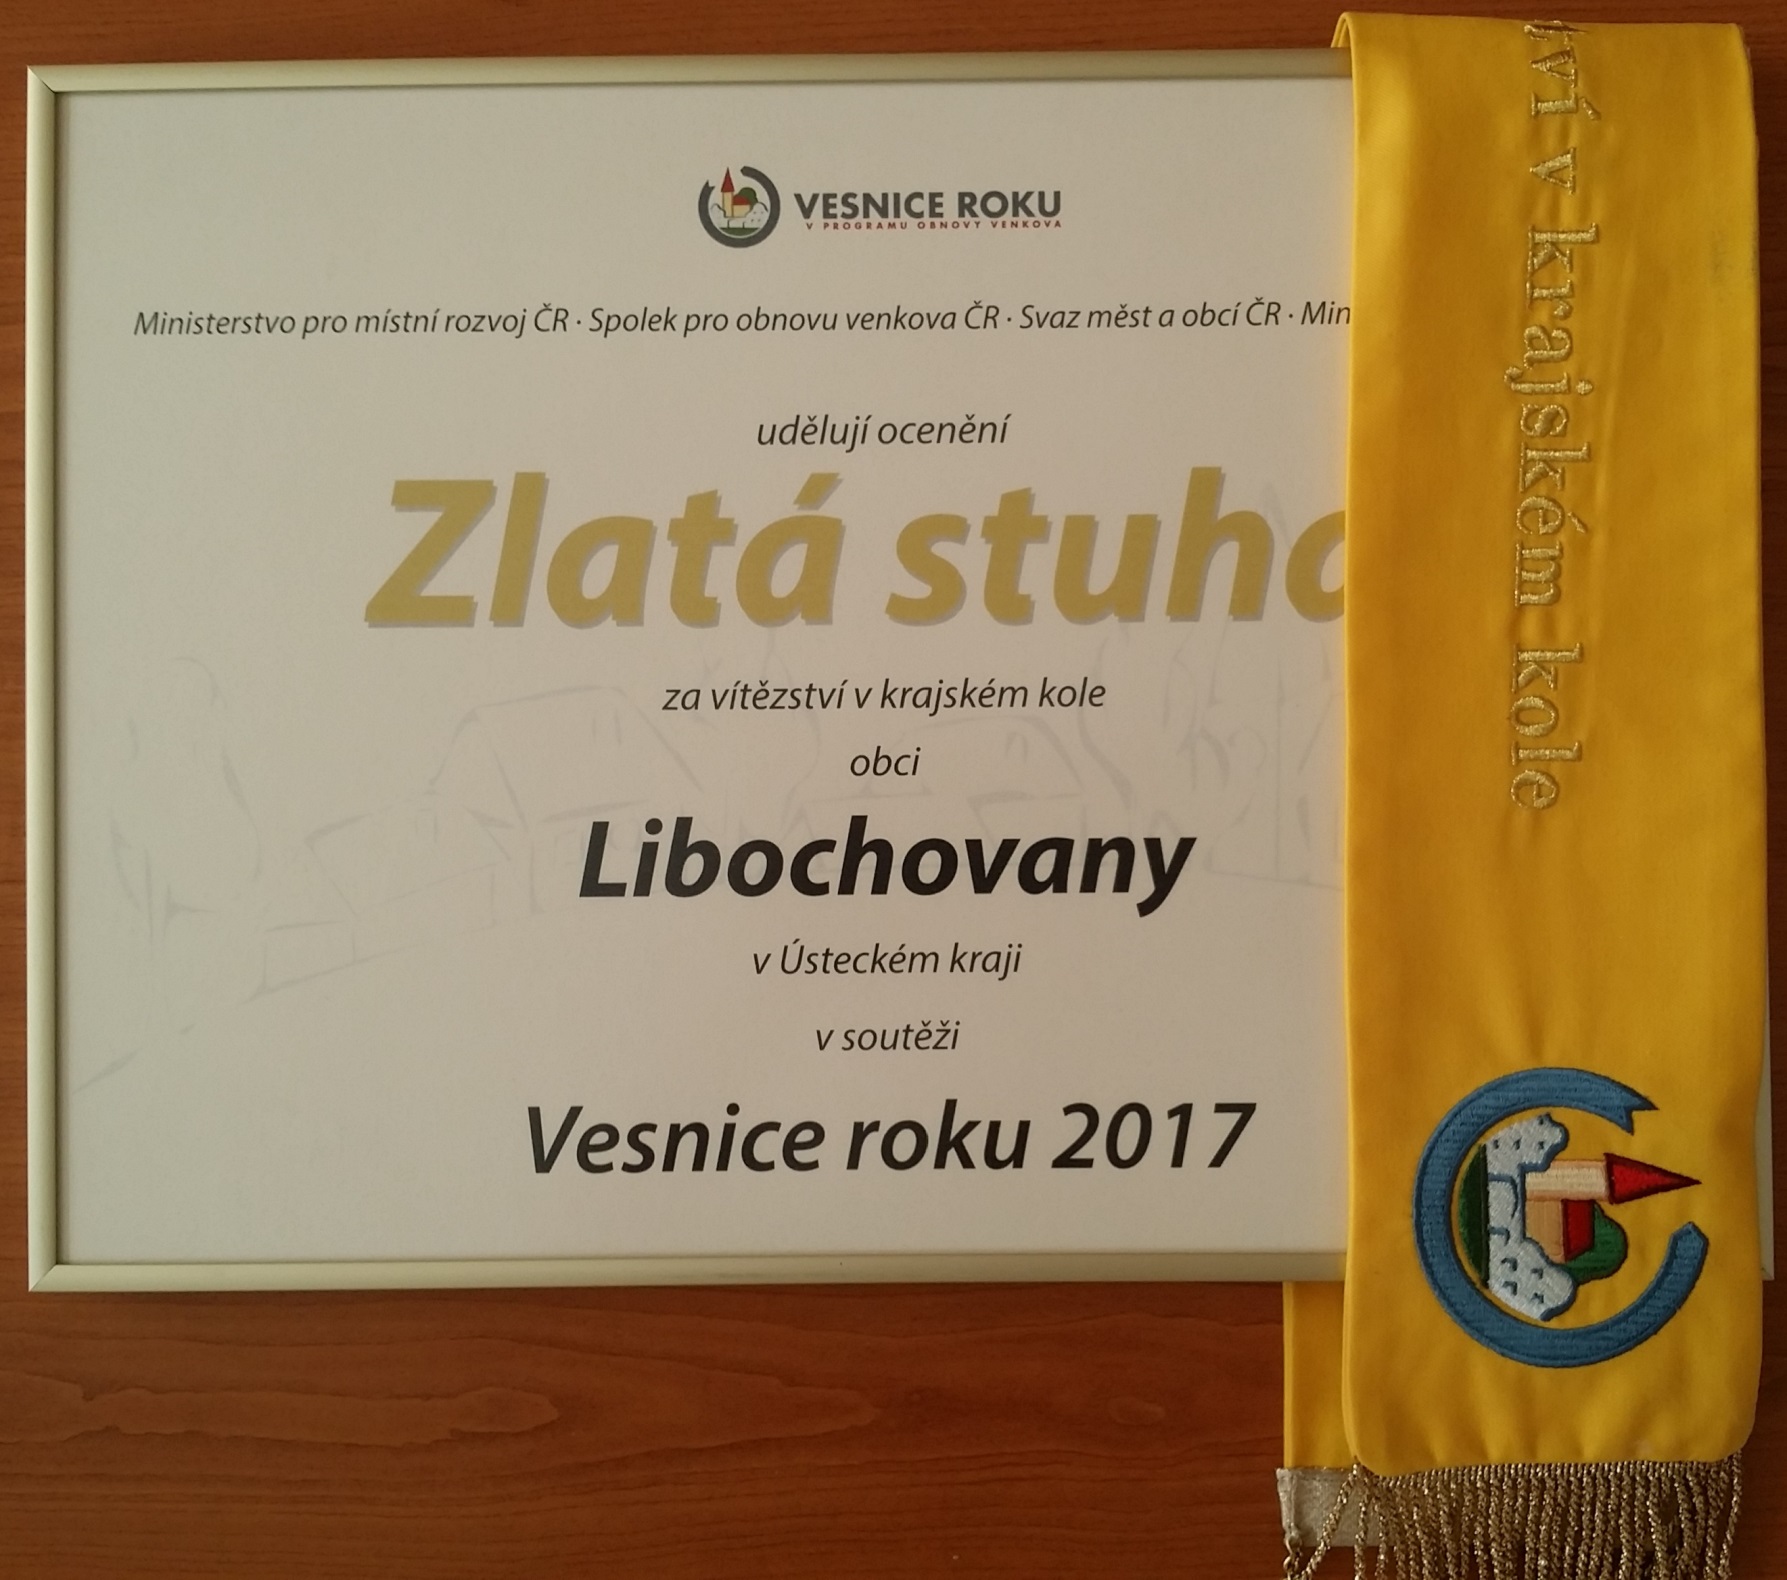 VESNICE ROKU
V PROGRAMU OBNOVY VENKOVA
Ministerstvo pro místní rozvoj ČR · Spolek pro obnovu venkova ČR · Svaz měst a obcí ČR · Min
udělují ocenění
Zlatá stuha
za vítězství v krajském kole
obci
Libochovany
v Ústeckém kraji
v soutěži
Vesnice roku 2017
ví v krajském kole